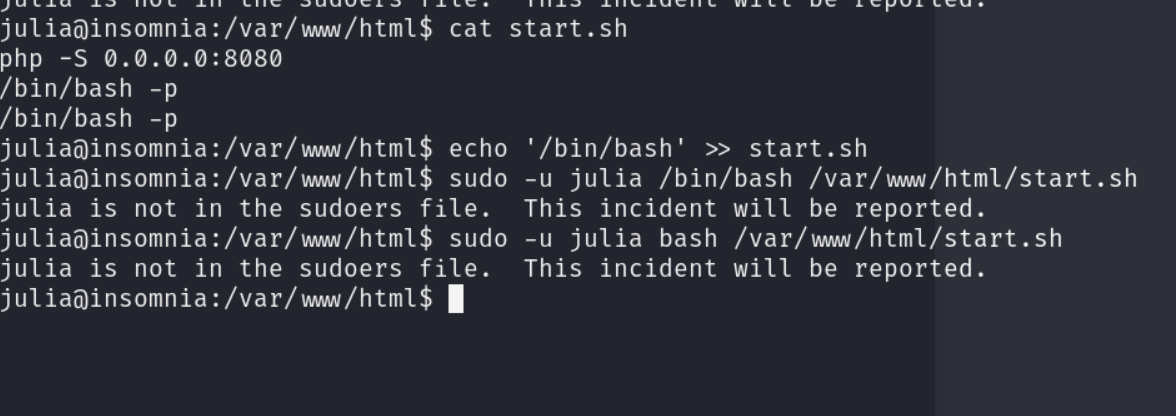 julia is not in the sudoers file.  This incident will be reported.
julia@insomnia:/var/www/html$ cat start.sh
php -S 0.0.0.0:8080
/bin/bash -p
/bin/bash -p
julia@insomnia:/var/www/html$ echo '/bin/bash' >> start.sh
julia@insomnia:/var/www/html$ sudo -u julia /bin/bash /var/www/html/start.sh
julia is not in the sudoers file.  This incident will be reported.
julia@insomnia:/var/www/html$ sudo -u julia bash /var/www/html/start.sh
julia is not in the sudoers file.  This incident will be reported.
julia@insomnia:/var/www/html$